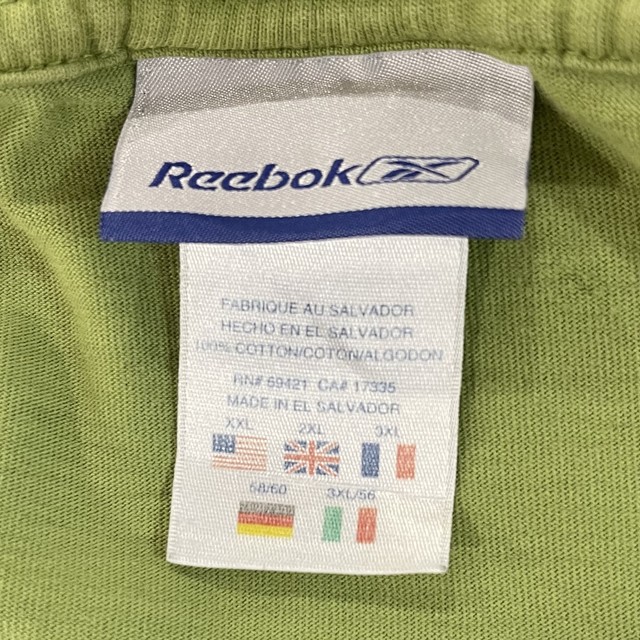 Reebok
FABRIQUE AU SALVADOR
HECHO EN EL SALVADOR
100% COTTON/COTON/ALGODON
RN# 59421 CA# 17335
MADE IN EL SALVADOR
XXL 2XL 3XL
58/60 3XL/56